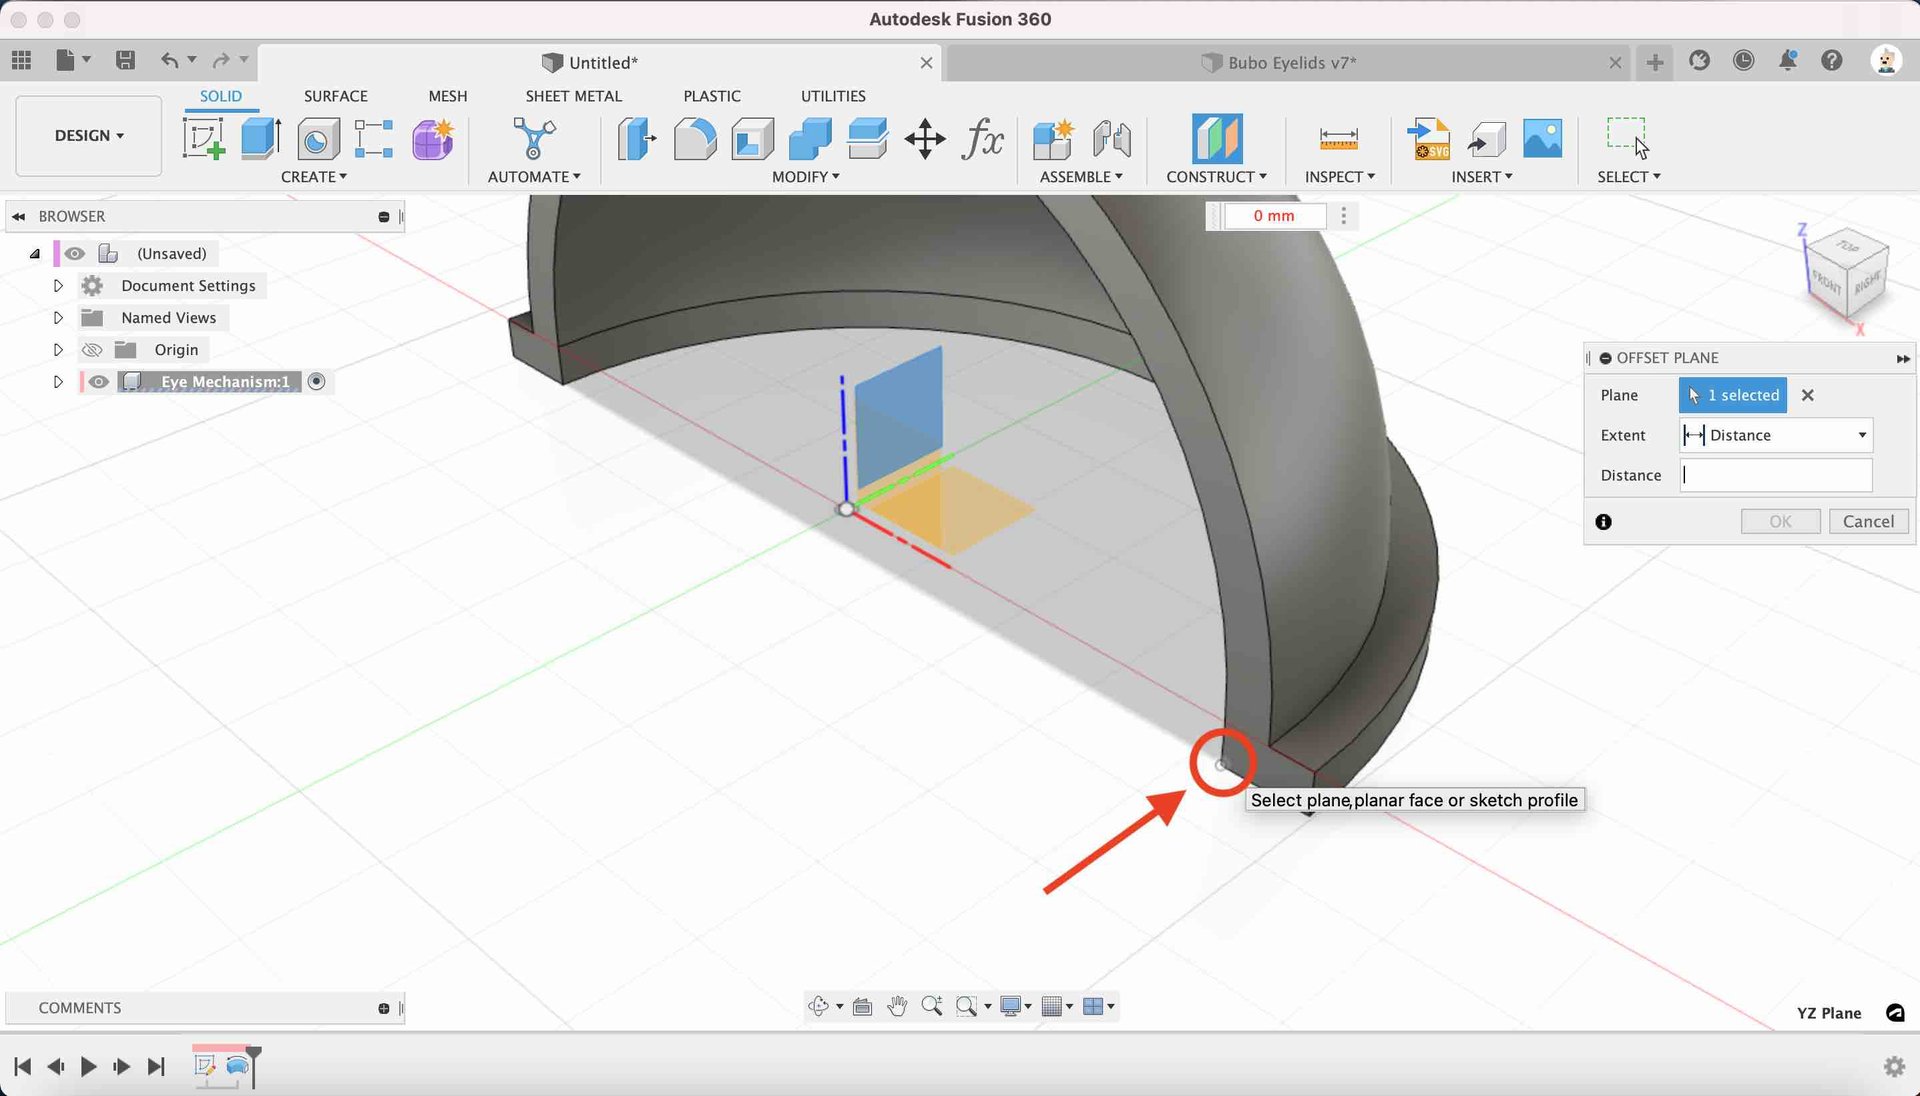 Autodesk Fusion 360
Untitled*
Bubo Eyelids v7*
SOLID SURFACE MESH SHEET METAL PLASTIC UTILITIES
DESIGN
SVG
CREATE AUTOMATE MODIFY ASSEMBLE CONSTRUCT INSPECT INSERT SELECT
fx
BROWSER
0 mm
(Unsaved)
Document Settings
Named Views
Origin
Eye Mechanism:1
Z
TOP
FRONT
RIGHT
X
OFFSET PLANE
Plane 1 selected
Extent Distance
Distance
OK Cancel
Select plane,planar face or sketch profile
COMMENTS
YZ Plane